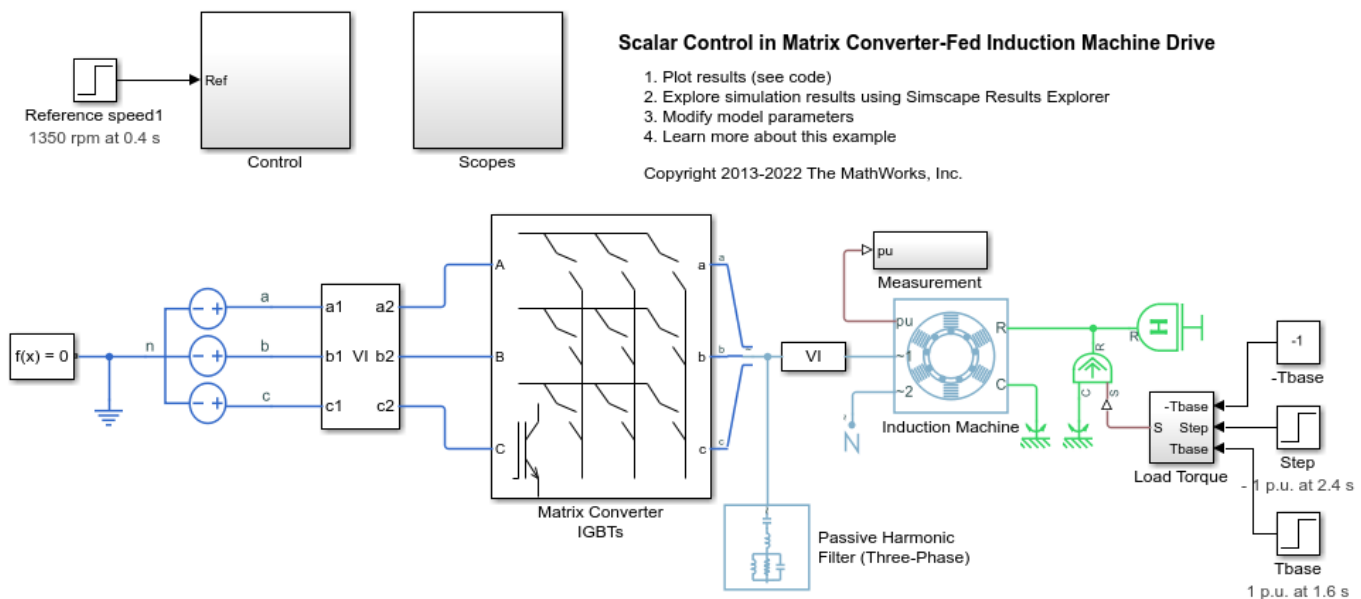 Scalar Control in Matrix Converter-Fed Induction Machine Drive
1. Plot results (see code)
2. Explore simulation results using Simscape Results Explorer
3. Modify model parameters
4. Learn more about this example
Copyright 2013-2022 The MathWorks, Inc.
Ref
Reference speed1
1350 rpm at 0.4 s
Control
Scopes
f(x) = 0
n
a
b
c
a1 a2
b1 VI b2
c1 c2
A
B
C
a
b
c
a
b
c
Matrix Converter
IGBTs
VI
pu
Measurement
pu
~1
~2
R
C
N
~
Induction Machine
Passive Harmonic
Filter (Three-Phase)
H
R
R
C
S
-Tbase
S Step
Tbase
Load Torque
-1
-Tbase
Step
- 1 p.u. at 2.4 s
Tbase
1 p.u. at 1.6 s